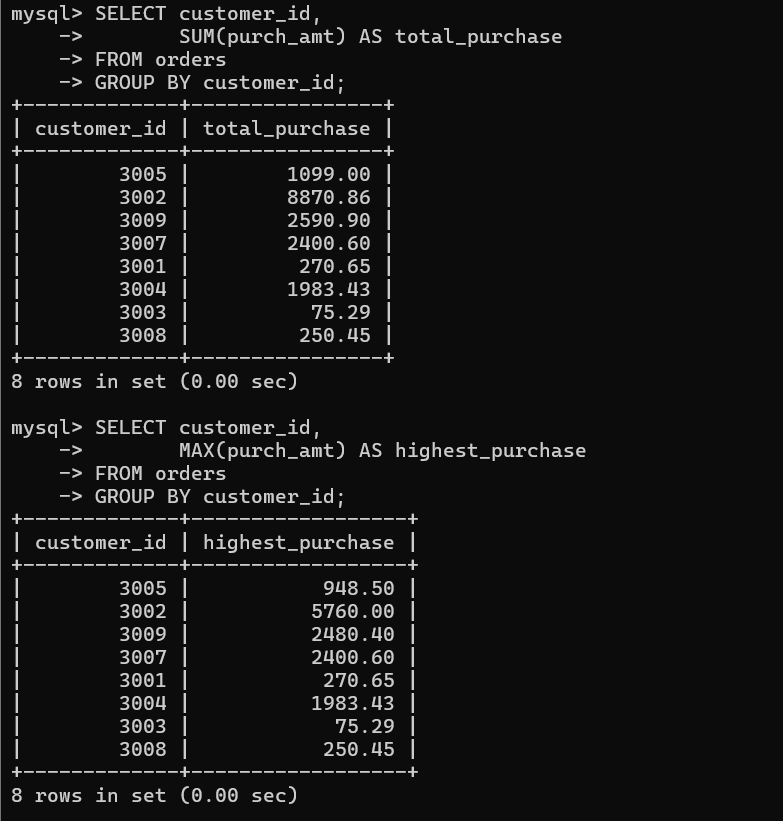 mysql> SELECT customer_id,
    ->        SUM(purch_amt) AS total_purchase
    -> FROM orders
    -> GROUP BY customer_id;
+-------------+----------------+
| customer_id | total_purchase |
+-------------+----------------+
|        3005 |        1099.00 |
|        3002 |        8870.86 |
|        3009 |        2590.90 |
|        3007 |        2400.60 |
|        3001 |         270.65 |
|        3004 |        1983.43 |
|        3003 |          75.29 |
|        3008 |         250.45 |
+-------------+----------------+
8 rows in set (0.00 sec)

mysql> SELECT customer_id,
    ->        MAX(purch_amt) AS highest_purchase
    -> FROM orders
    -> GROUP BY customer_id;
+-------------+------------------+
| customer_id | highest_purchase |
+-------------+------------------+
|        3005 |           948.50 |
|        3002 |          5760.00 |
|        3009 |          2480.40 |
|        3007 |          2400.60 |
|        3001 |           270.65 |
|        3004 |          1983.43 |
|        3003 |            75.29 |
|        3008 |           250.45 |
+-------------+------------------+
8 rows in set (0.00 sec)